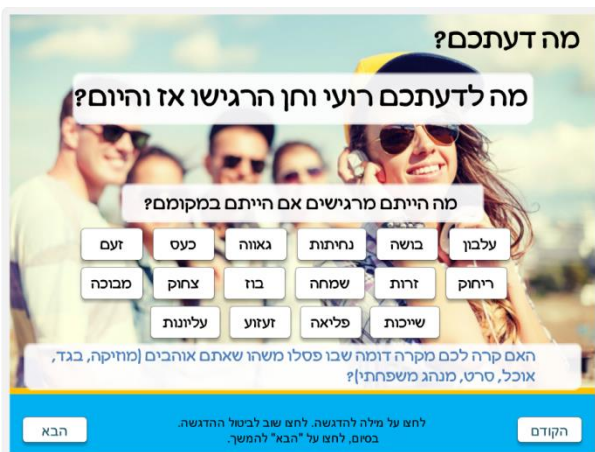 מה דעתכם?
מה לדעתכם רועי וחן הרגישו אז והיום?
מה הייתם מרגישים אם הייתם במקומם?
עלבון בושה נחיתות גאווה כעס זעם
ריחוק זרות שמחה בוז צחוק מבוכה
שייכות פליאה זעזוע עליונות
האם קרה לכם מקרה דומה שבו פסלו משהו שאתם אוהבים (מוזיקה, בגד,
אוכל, סרט, מנהג משפחתי)?
לחצו על מילה להדגשה. לחצו שוב לביטול ההדגשה.
בסיום, לחצו על "הבא" להמשך.
הקודם
הבא